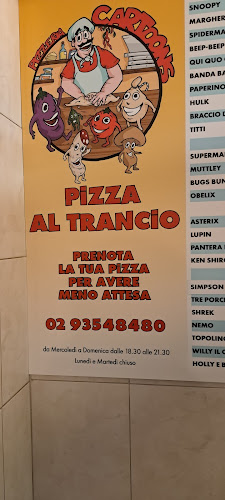 PIZZERIA CARTOONS
PiZZA
AL TRANCiO
PRENOTA
LA TUA PIZZA
PER AVERE
MENO ATTESA
02 93548480
da Mercoledì a Domenica dalle 18.30 alle 21.30
Lunedì e Martedì chiuso
SNOOPY
MARGHER
SPIDERMA
BEEP-BEEP
QUI QUO
BANDA BA
PAPERINO
HULK
BRACCIO
TITTI
SUPERMA
MUTTLEY
BUGS BUN
OBELIX
ASTERIX
LUPIN
PANTERA
KEN SHIR
SIMPSON
TRE PORC
SHREK
NEMO
TOPOLINO
WILLY IL
HOLLY E B